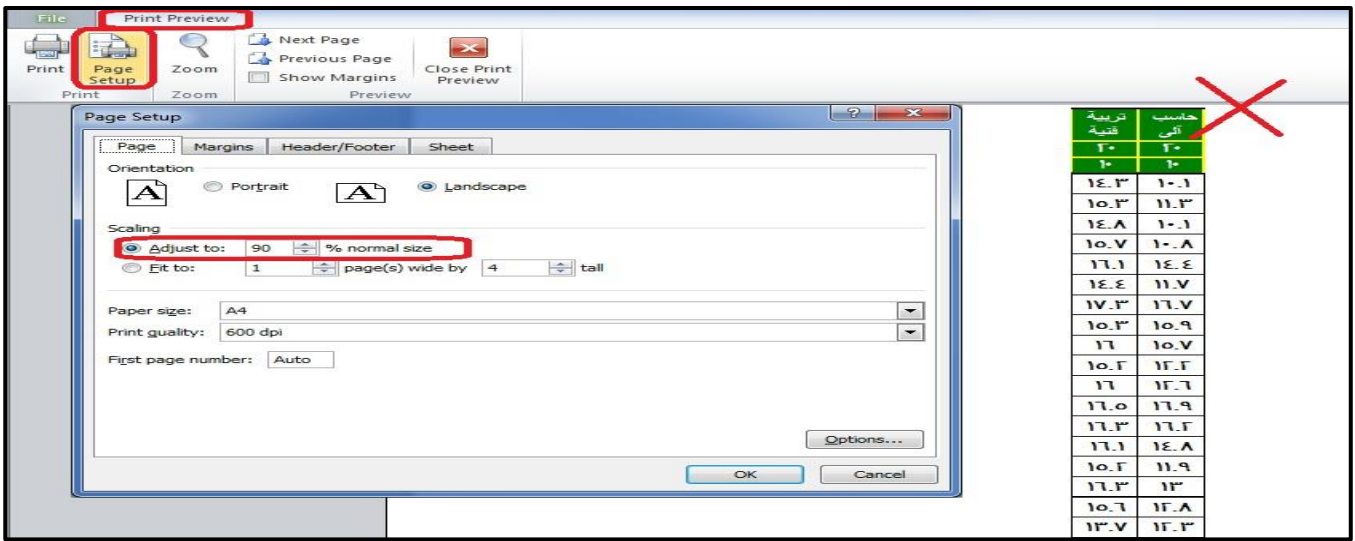 File Print Preview
Print
Page Setup
Zoom
Next Page
Previous Page
Show Margins
Close Print Preview
Print Zoom Preview
Page Setup
Page Margins Header/Footer Sheet
Orientation
A Portrait A Landscape
Scaling
Adjust to: 90 % normal size
Fit to: 1 page(s) wide by 4 tall
Paper size: A4
Print quality: 600 dpi
First page number: Auto
Options...
OK Cancel
حاسب آلي تربية فنية
٢٠ ٢٠
١٠ ١٠
١٠.١ ١٤.٣
١١.٣ ١٥.٣
١٠.١ ١٤.٨
١٠.٨ ١٥.٧
١٤.٤ ١٦.١
١١.٧ ١٤.٤
١٦.٧ ١٧.٣
١٠.٩ ١٥.٣
١٥.٧ ١٦
١٢.٢ ١٥.٢
١٢.٦ ١٦
١٦.٩ ١٦.٥
١٦.٢ ١٦.٣
١٤.٨ ١٦.١
١١.٩ ١٥.٢
١٣ ١٦.٣
١٢.٨ ١٥.٦
١٢.٣ ١٣.٧